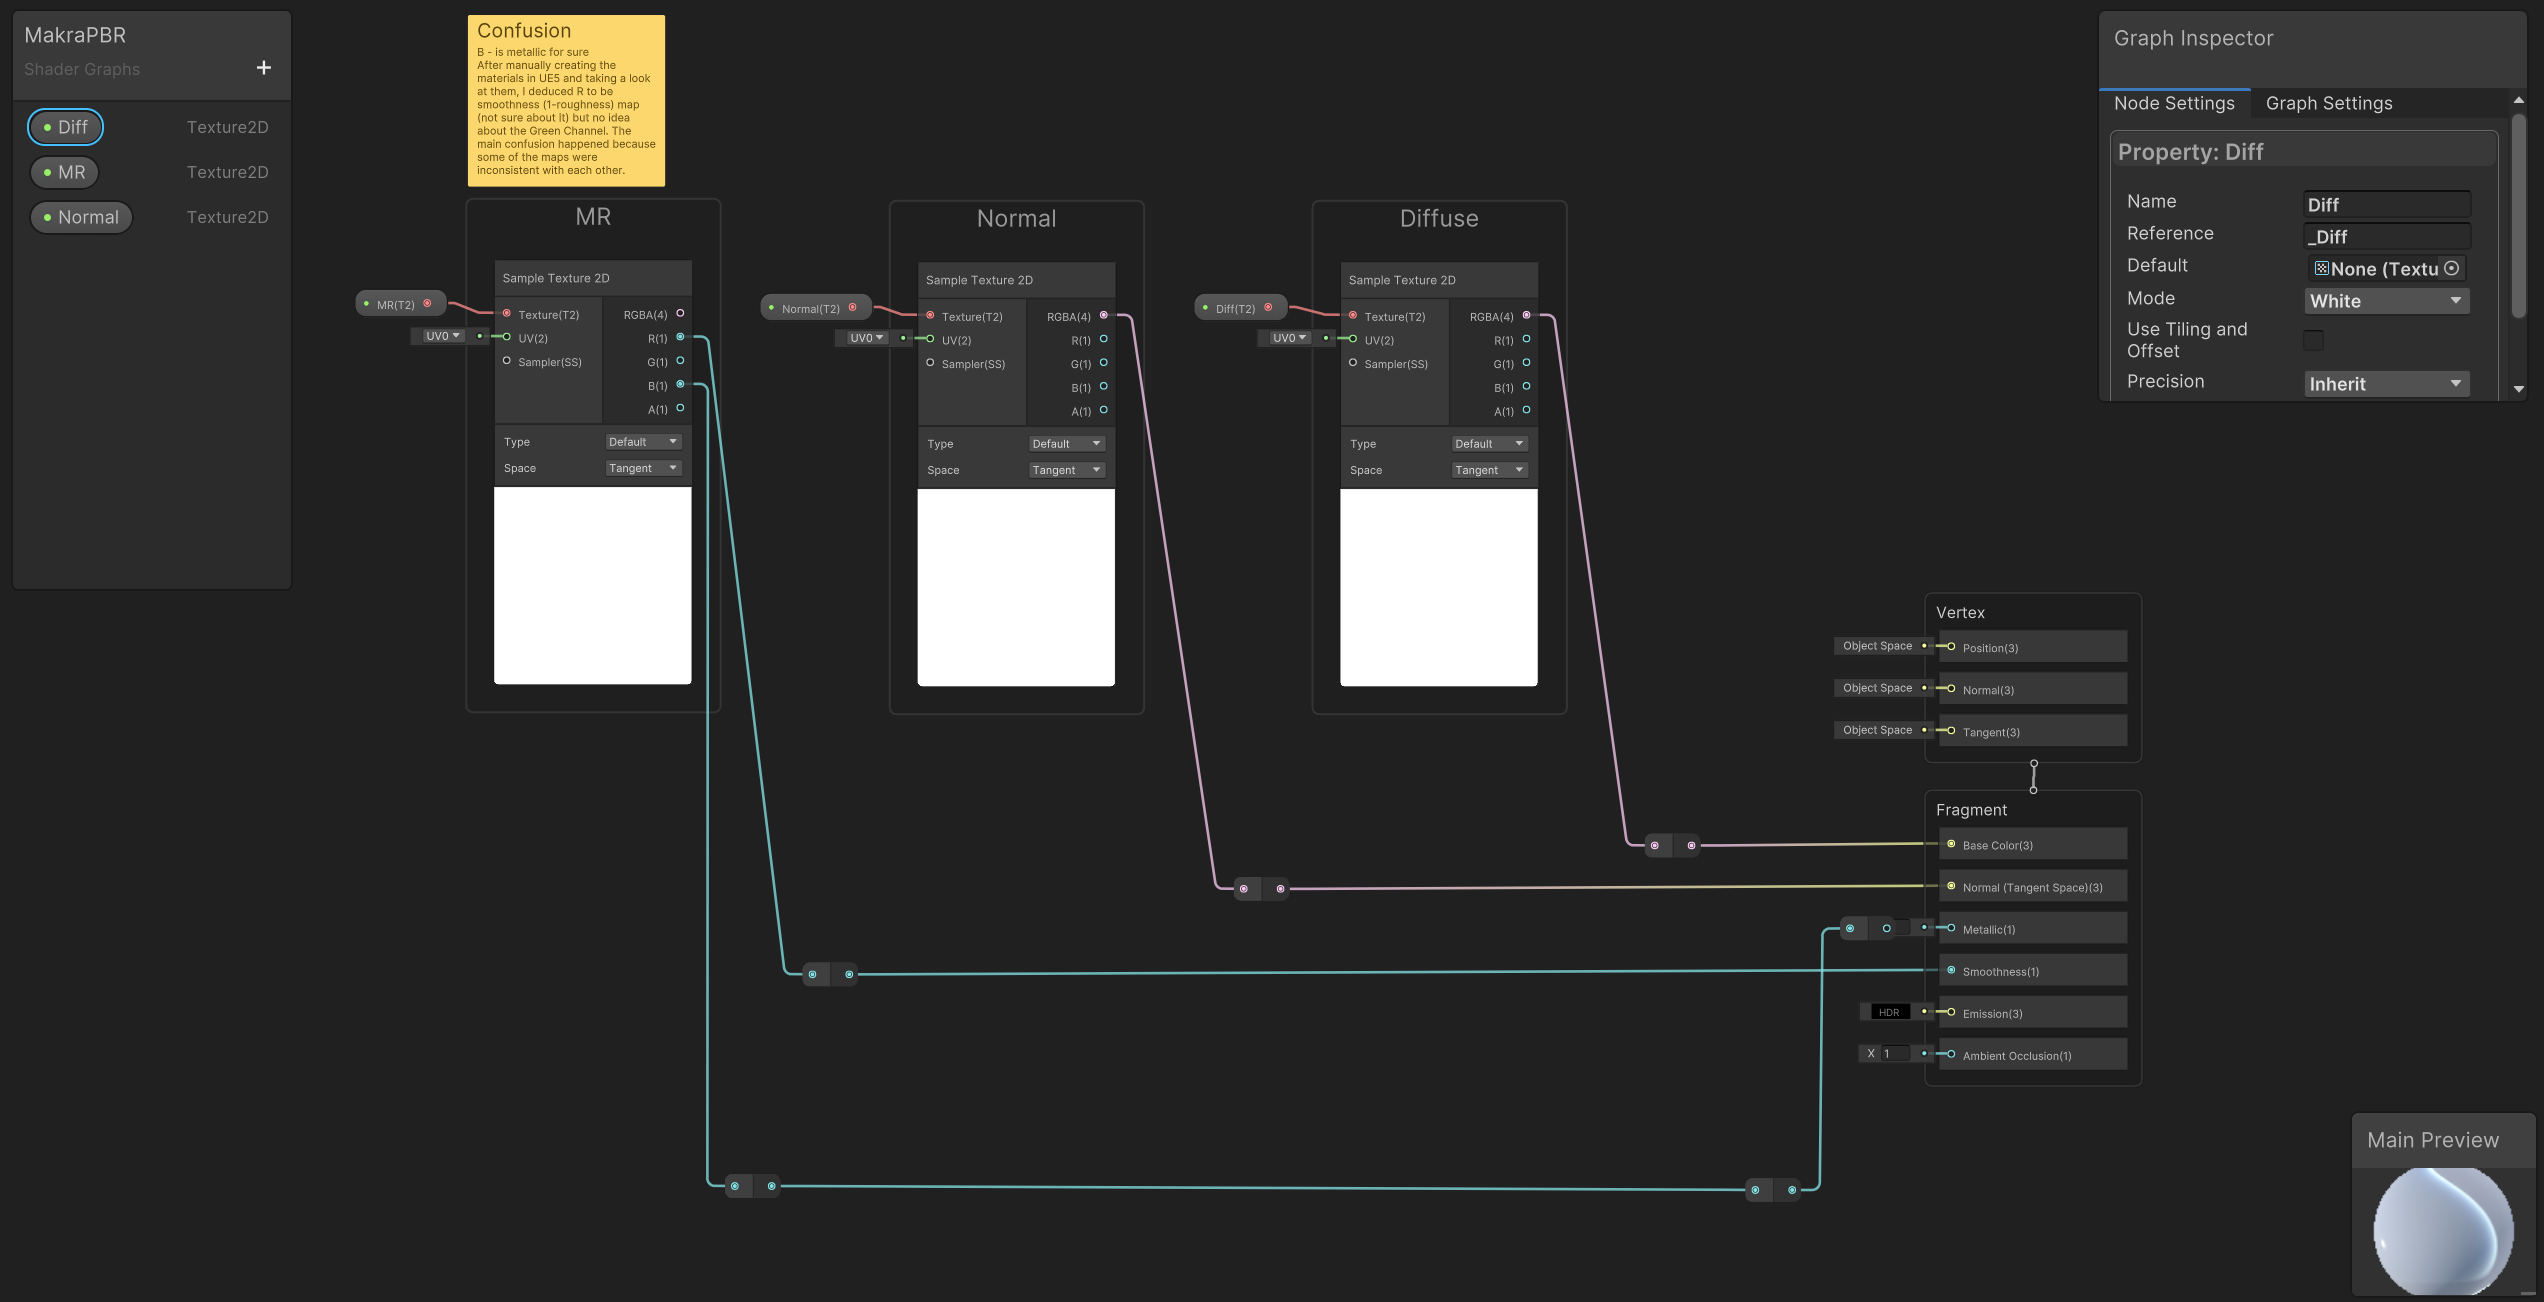 MakraPBR
Shader Graphs
+
Diff Texture2D
MR Texture2D
Normal Texture2D
Confusion
B - is metallic for sure
After manually creating the
materials in UE5 and taking a look
at them, I deduced R to be
smoothness (1-roughness) map
(not sure about it) but no idea
about the Green Channel. The
main confusion happened because
some of the maps were
inconsistent with each other.
MR
MR(T2)
UV0
Sample Texture 2D
Texture(T2) RGBA(4)
UV(2) R(1)
Sampler(SS) G(1)
B(1)
A(1)
Type Default
Space Tangent
Normal
Normal(T2)
UV0
Sample Texture 2D
Texture(T2) RGBA(4)
UV(2) R(1)
Sampler(SS) G(1)
B(1)
A(1)
Type Default
Space Tangent
Diffuse
Diff(T2)
UV0
Sample Texture 2D
Texture(T2) RGBA(4)
UV(2) R(1)
Sampler(SS) G(1)
B(1)
A(1)
Type Default
Space Tangent
Graph Inspector
Node Settings Graph Settings
Property: Diff
Name Diff
Reference _Diff
Default None (Textu
Mode White
Use Tiling and
Offset
Precision Inherit
Vertex
Object Space Position(3)
Object Space Normal(3)
Object Space Tangent(3)
Fragment
Base Color(3)
Normal (Tangent Space)(3)
Metallic(1)
Smoothness(1)
HDR Emission(3)
X 1 Ambient Occlusion(1)
Main Preview